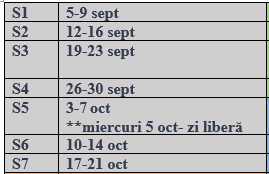 S1 5-9 sept
S2 12-16 sept
S3 19-23 sept
S4 26-30 sept
S5 3-7 oct
**miercuri 5 oct- zi liberă
S6 10-14 oct
S7 17-21 oct